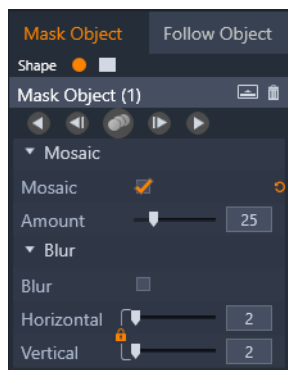 Mask Object Follow Object
Shape
Mask Object (1)
Mosaic
Mosaic
Amount 25
Blur
Blur
Horizontal 2
Vertical 2